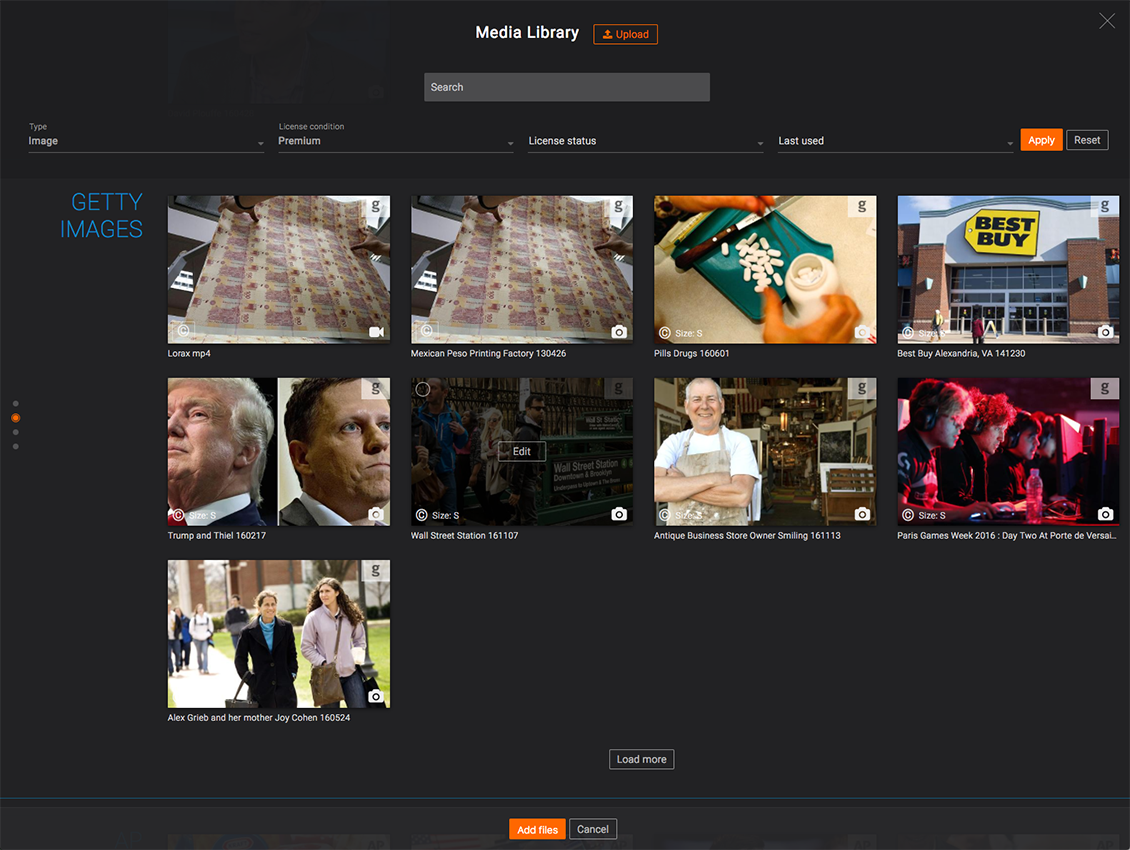 Media Library
Upload
Search
Type
Image
License condition
Premium
License status
Last used
Apply
Reset
GETTY
IMAGES
g
g
g
g
BEST
BUY
©
©
© Size: S
© Size: S
Lorax mp4
Mexican Peso Printing Factory 130426
Pills Drugs 160601
Best Buy Alexandria, VA 141230
g
g
g
g
Edit
Wall Street Station
Downtown & Brooklyn
© Size: S
© Size: S
© Size: S
© Size: S
Trump and Thiel 160217
Wall Street Station 161107
Antique Business Store Owner Smiling 161113
Paris Games Week 2016 : Day Two At Porte de Versai...
g
Alex Grieb and her mother Joy Cohen 160524
Load more
Add files
Cancel